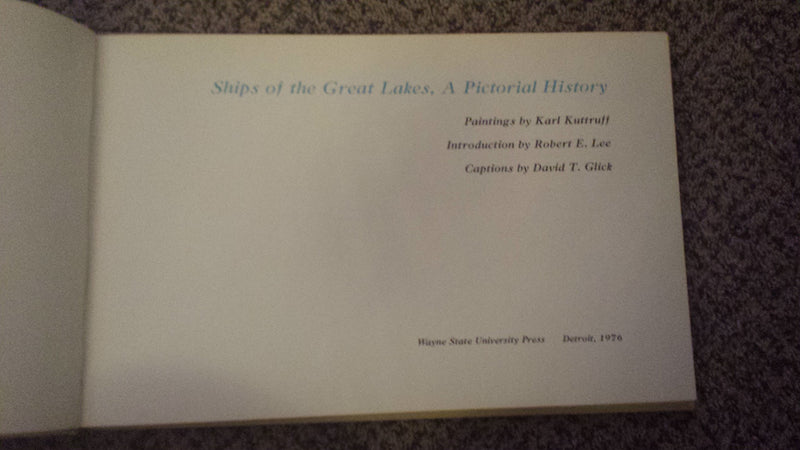 Ships of the Great Lakes, A Pictorial History
Paintings by Karl Kuttruff
Introduction by Robert E. Lee
Captions by David T. Glick
Wayne State University Press Detroit, 1976